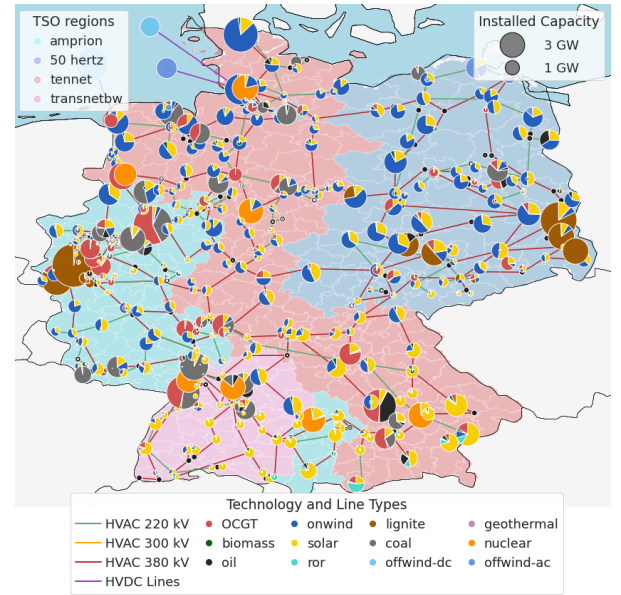 TSO regions
amprion
50 hertz
tennet
transnetbw
Installed Capacity
3 GW
1 GW
Technology and Line Types
HVAC 220 kV
HVAC 300 kV
HVAC 380 kV
HVDC Lines
OCGT
biomass
oil
onwind
solar
ror
lignite
coal
offwind-dc
geothermal
nuclear
offwind-ac